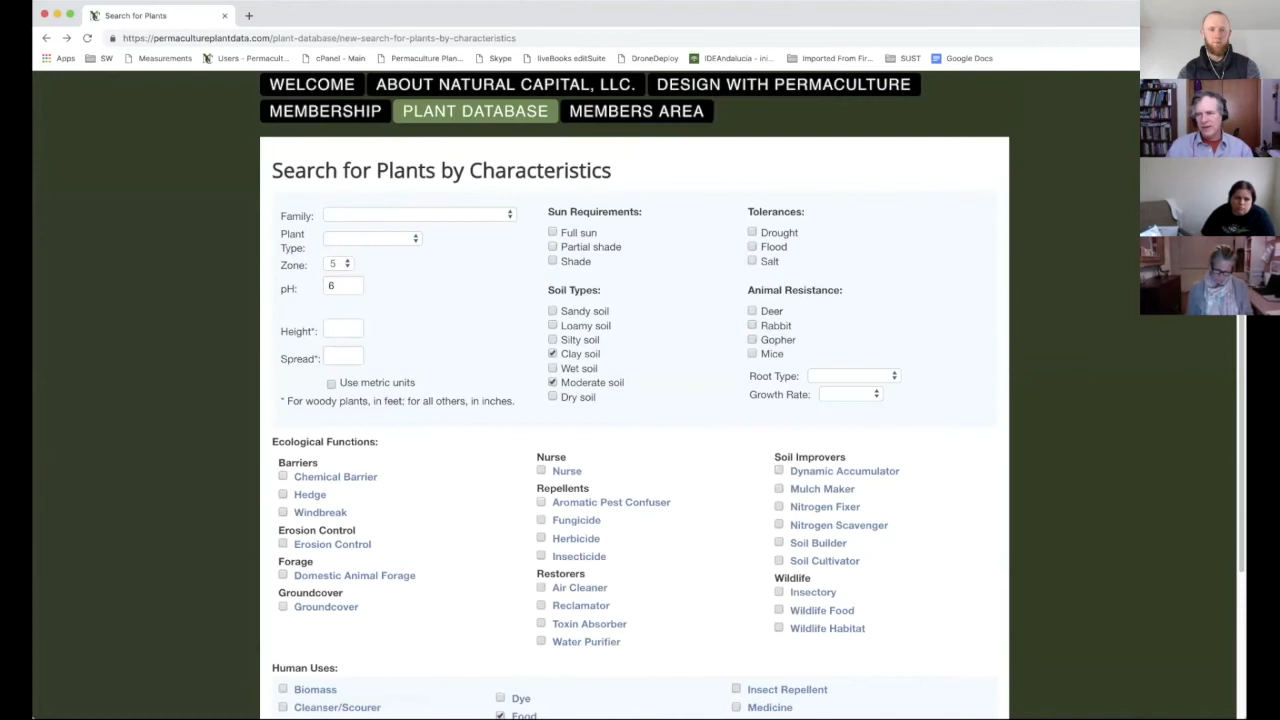 Search for Plants
https://permacultureplantdata.com/plant-database/new-search-for-plants-by-characteristics
Apps SW Measurements Users - Permacult... cPanel - Main Permaculture Plan... Skype liveBooks editSuite DroneDeploy IDEAndalucia - ini... Imported From Fir... SUST Google Docs
WELCOME ABOUT NATURAL CAPITAL, LLC. DESIGN WITH PERMACULTURE
MEMBERSHIP PLANT DATABASE MEMBERS AREA
Search for Plants by Characteristics
Family:
Plant
Type:
Zone: 5
pH: 6
Height*:
Spread*:
Use metric units
* For woody plants, in feet; for all others, in inches.
Sun Requirements:
Full sun
Partial shade
Shade
Soil Types:
Sandy soil
Loamy soil
Silty soil
Clay soil
Wet soil
Moderate soil
Dry soil
Tolerances:
Drought
Flood
Salt
Animal Resistance:
Deer
Rabbit
Gopher
Mice
Root Type:
Growth Rate:
Ecological Functions:
Barriers
Chemical Barrier
Hedge
Windbreak
Erosion Control
Erosion Control
Forage
Domestic Animal Forage
Groundcover
Groundcover
Nurse
Nurse
Repellents
Aromatic Pest Confuser
Fungicide
Herbicide
Insecticide
Restorers
Air Cleaner
Reclamator
Toxin Absorber
Water Purifier
Soil Improvers
Dynamic Accumulator
Mulch Maker
Nitrogen Fixer
Nitrogen Scavenger
Soil Builder
Soil Cultivator
Wildlife
Insectory
Wildlife Food
Wildlife Habitat
Human Uses:
Biomass
Cleanser/Scourer
Dye
Food
Insect Repellent
Medicine